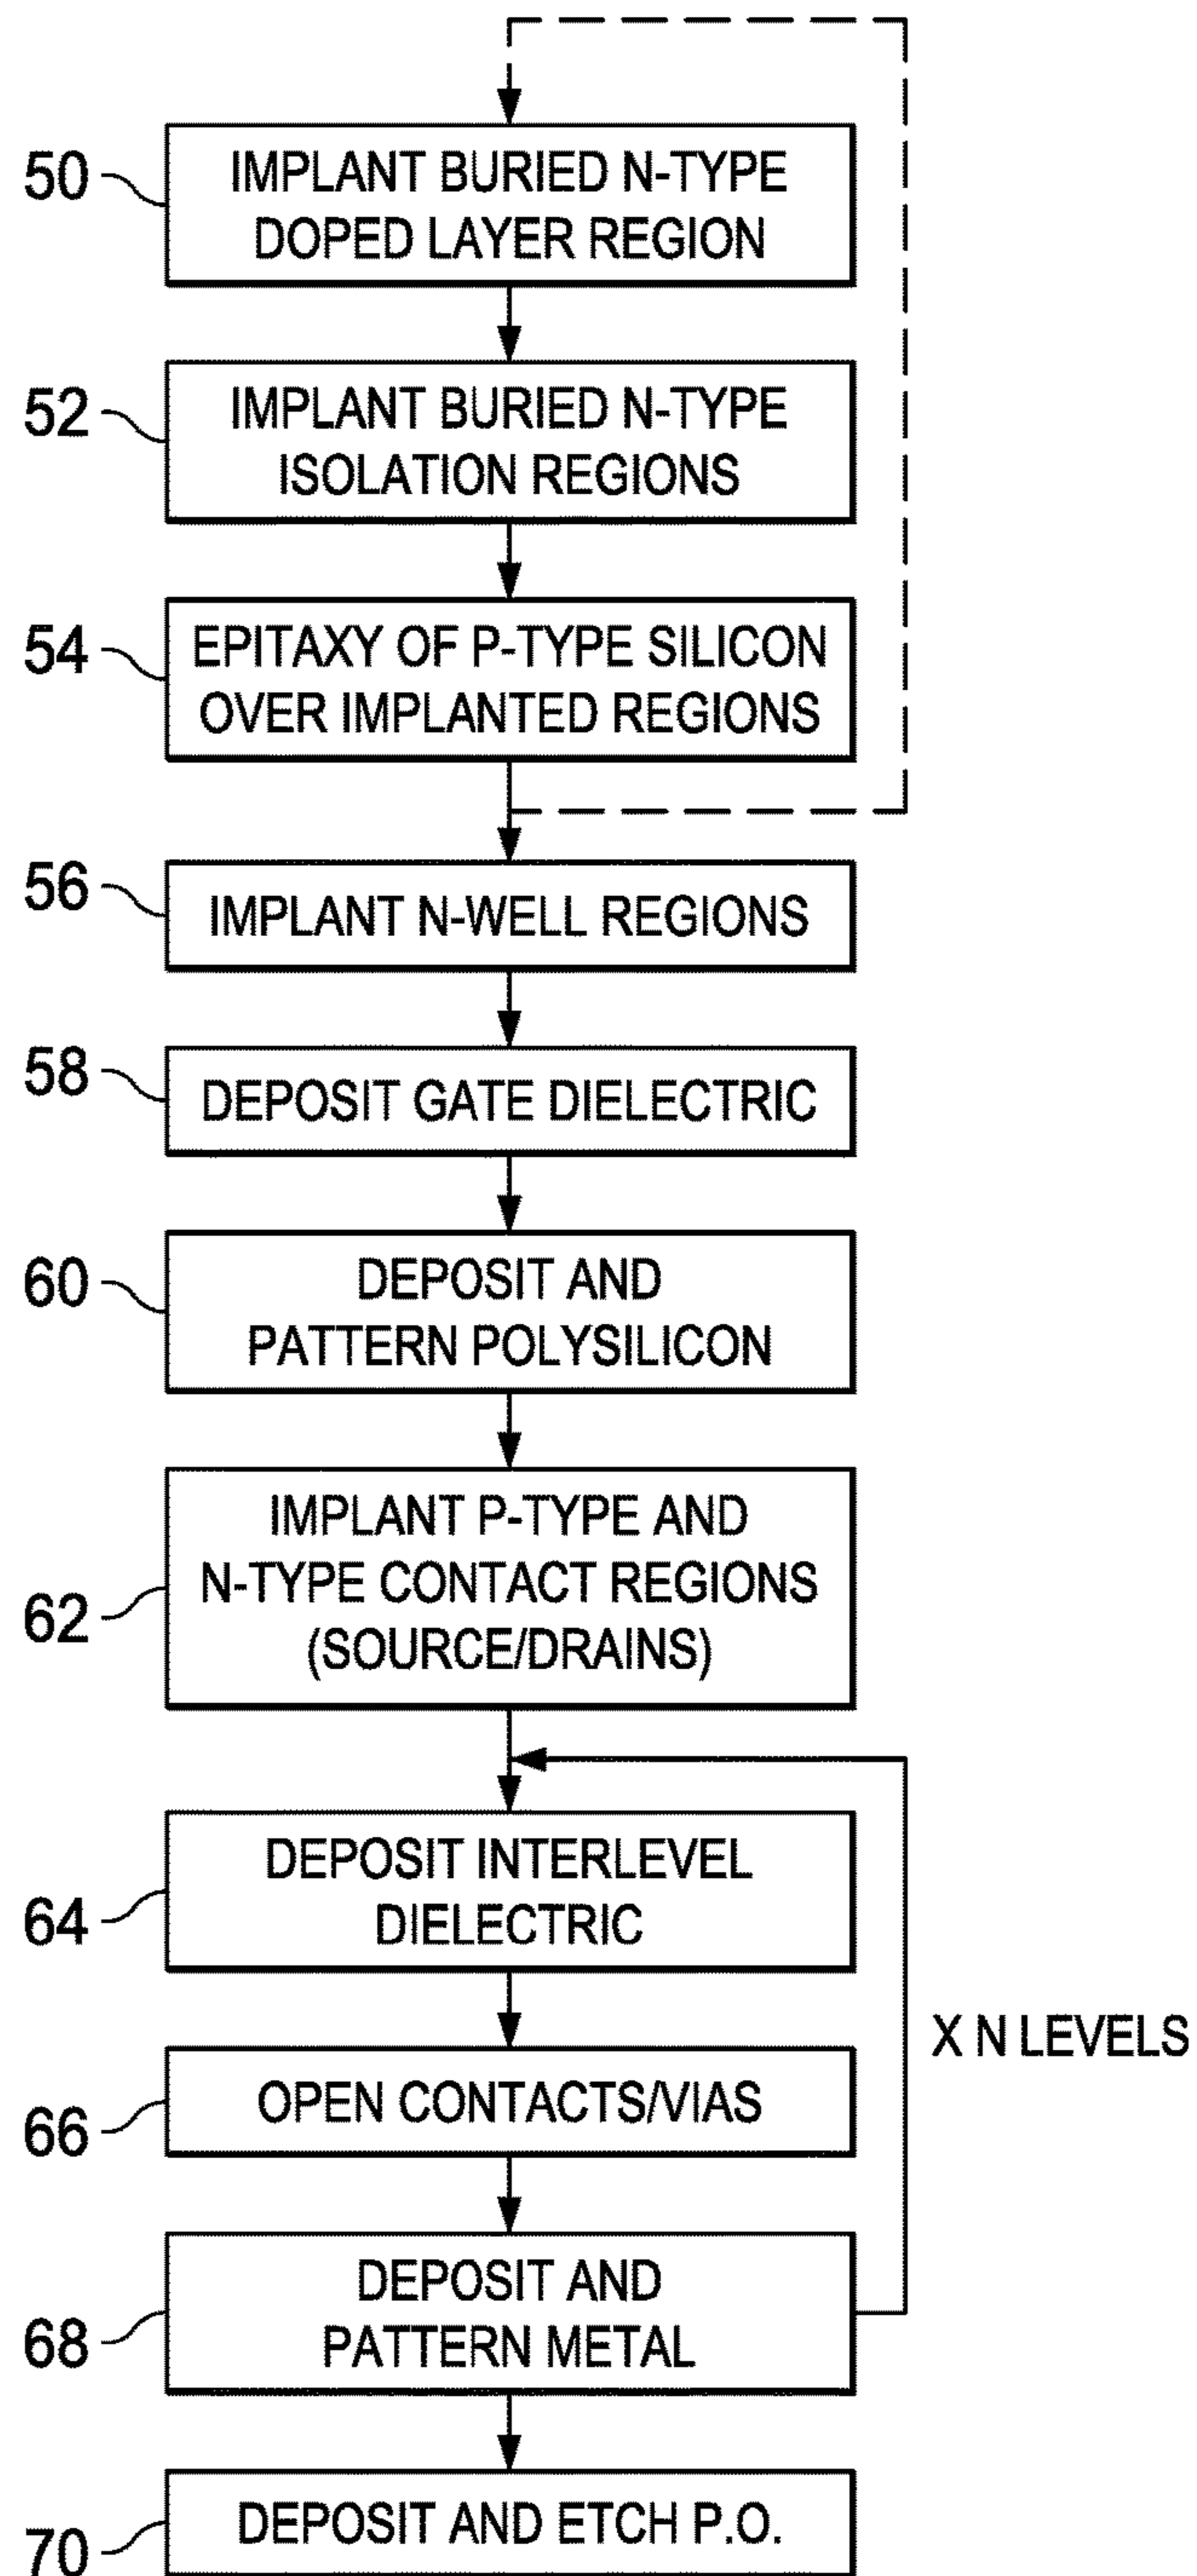 50
IMPLANT BURIED N-TYPE
DOPED LAYER REGION
52
IMPLANT BURIED N-TYPE
ISOLATION REGIONS
54
EPITAXY OF P-TYPE SILICON
OVER IMPLANTED REGIONS
56
IMPLANT N-WELL REGIONS
58
DEPOSIT GATE DIELECTRIC
60
DEPOSIT AND
PATTERN POLYSILICON
62
IMPLANT P-TYPE AND
N-TYPE CONTACT REGIONS
(SOURCE/DRAINS)
64
DEPOSIT INTERLEVEL
DIELECTRIC
X N LEVELS
66
OPEN CONTACTS/VIAS
68
DEPOSIT AND
PATTERN METAL
70
DEPOSIT AND ETCH P.O.